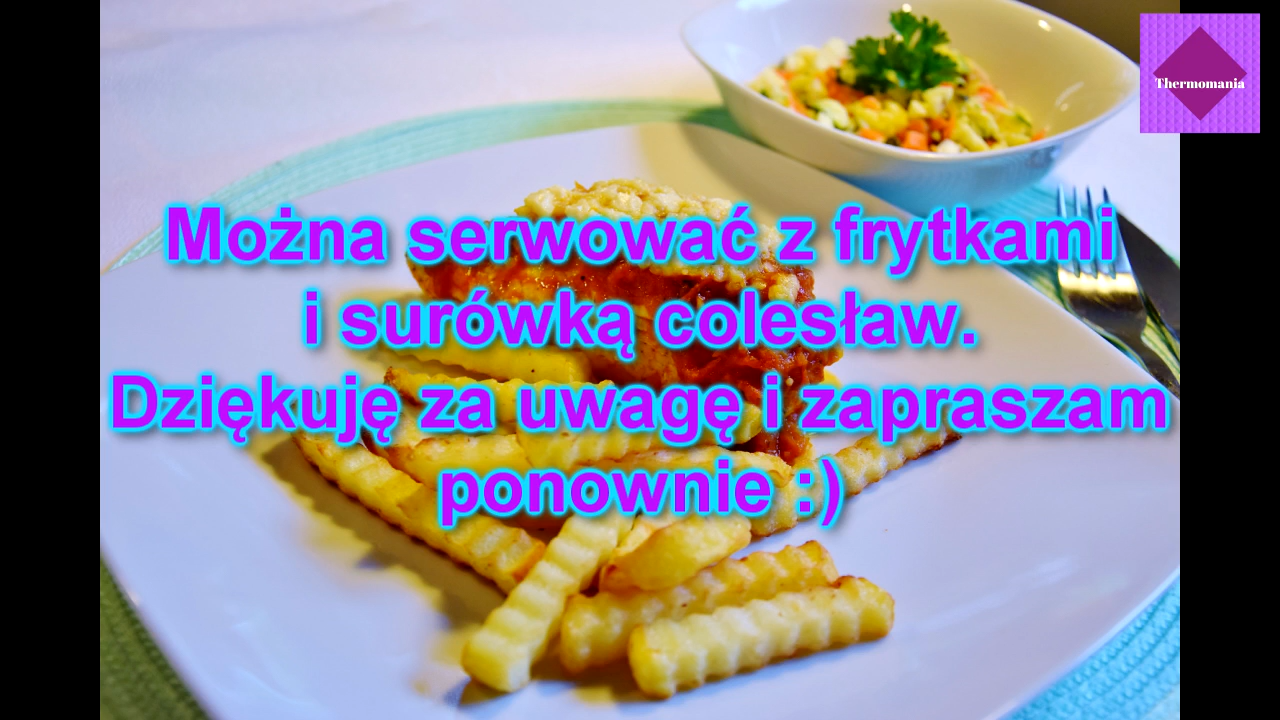 Thermomania
Można serwować z frytkami
i surówką colesław.
Dziękuję za uwagę i zapraszam
ponownie :)